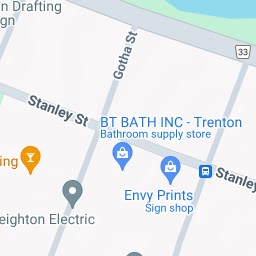 n Drafting
ign
Gotha St
33
Stanley St
BT BATH INC - Trenton
Bathroom supply store
ing
Envy Prints
Sign shop
Stanley
eighton Electric